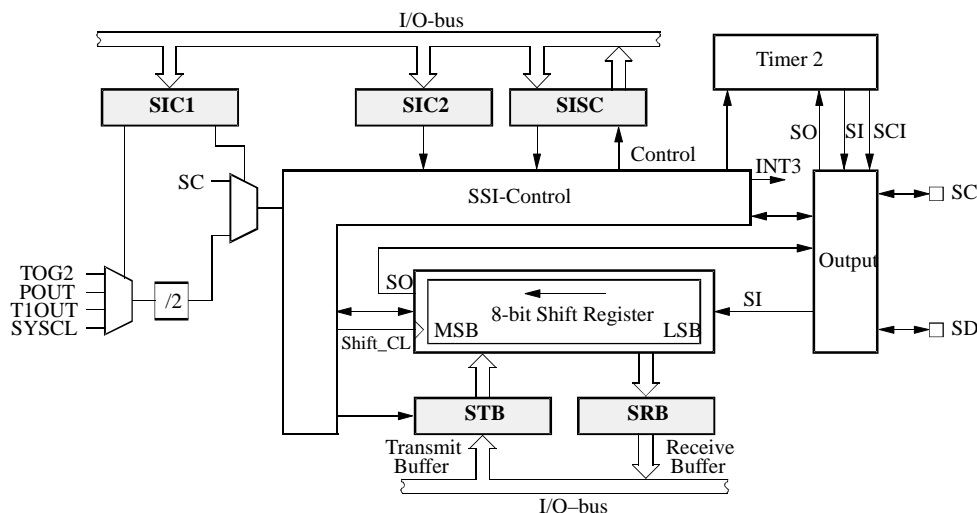 I/O-bus
Timer 2
SIC1
SIC2
SISC
SO
SI
SCI
Control
INT3
SC
SSI-Control
SC
Output
TOG2
POUT
T1OUT
SYSCL
/2
SO
SI
8-bit Shift Register
MSB
LSB
Shift_CL
SD
STB
SRB
Transmit
Buffer
Receive
Buffer
I/O–bus